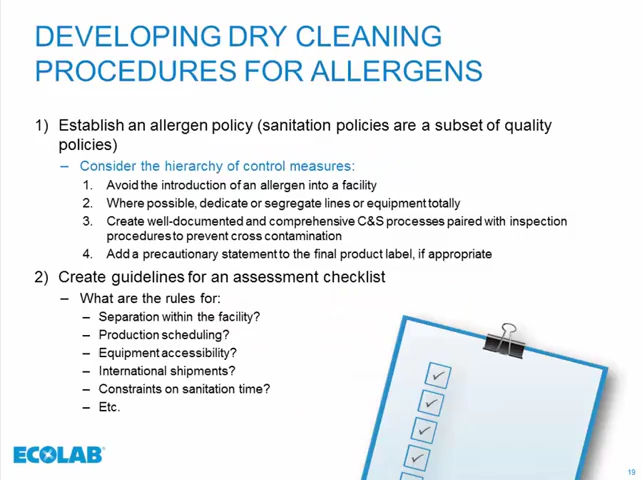 DEVELOPING DRY CLEANING
PROCEDURES FOR ALLERGENS
1) Establish an allergen policy (sanitation policies are a subset of quality
policies)
– Consider the hierarchy of control measures:
1. Avoid the introduction of an allergen into a facility
2. Where possible, dedicate or segregate lines or equipment totally
3. Create well-documented and comprehensive C&S processes paired with inspection
procedures to prevent cross contamination
4. Add a precautionary statement to the final product label, if appropriate
2) Create guidelines for an assessment checklist
– What are the rules for:
– Separation within the facility?
– Production scheduling?
– Equipment accessibility?
– International shipments?
– Constraints on sanitation time?
– Etc.
ECOLAB®
19